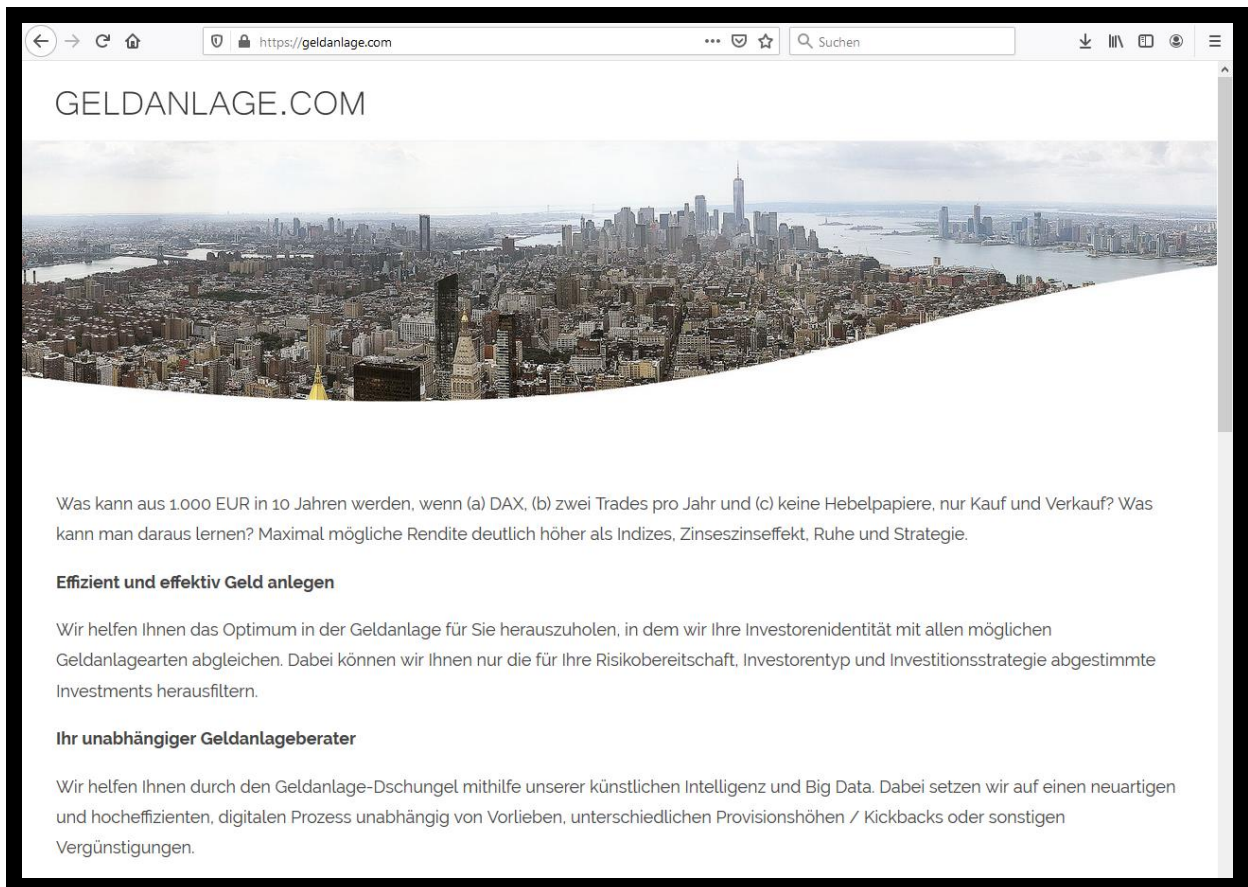 https://geldanlage.com
Suchen
GELDANLAGE.COM
Was kann aus 1.000 EUR in 10 Jahren werden, wenn (a) DAX, (b) zwei Trades pro Jahr und (c) keine Hebelpapiere, nur Kauf und Verkauf? Was
kann man daraus lernen? Maximal mögliche Rendite deutlich höher als Indizes, Zinseszinseffekt, Ruhe und Strategie.
Effizient und effektiv Geld anlegen
Wir helfen Ihnen das Optimum in der Geldanlage für Sie herauszuholen, in dem wir Ihre Investorenidentität mit allen möglichen
Geldanlagearten abgleichen. Dabei können wir Ihnen nur die für Ihre Risikobereitschaft, Investorentyp und Investitionsstrategie abgestimmte
Investments herausfiltern.
Ihr unabhängiger Geldanlageberater
Wir helfen Ihnen durch den Geldanlage-Dschungel mithilfe unserer künstlichen Intelligenz und Big Data. Dabei setzen wir auf einen neuartigen
und hocheffizienten, digitalen Prozess unabhängig von Vorlieben, unterschiedlichen Provisionshöhen / Kickbacks oder sonstigen
Vergünstigungen.